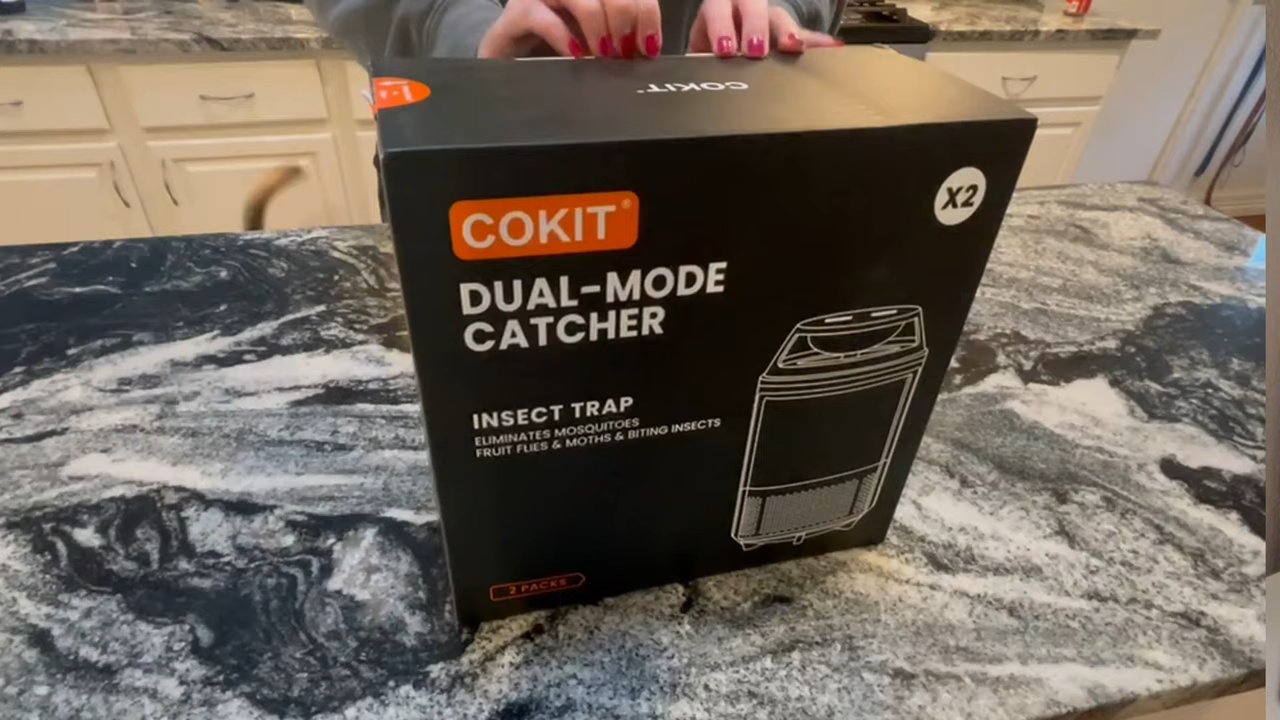 COKIT
COKIT®
X2
DUAL-MODE
CATCHER
INSECT TRAP
ELIMINATES MOSQUITOES
FRUIT FLIES & MOTHS & BITING INSECTS
2 PACKS